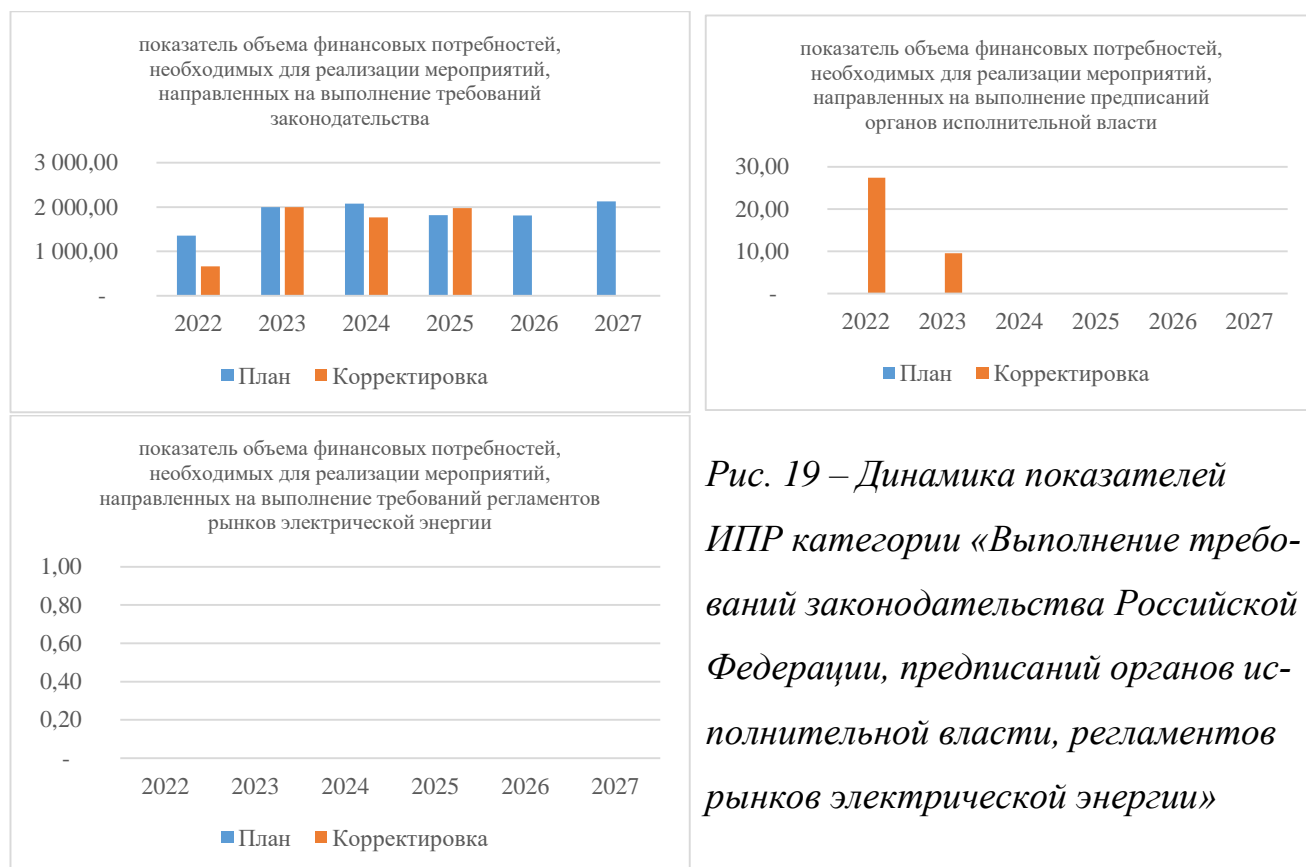 показатель объема финансовых потребностей,
необходимых для реализации мероприятий,
направленных на выполнение требований
законодательства
3 000,00
2 000,00
1 000,00
-
2022 2023 2024 2025 2026 2027
План Корректировка
показатель объема финансовых потребностей,
необходимых для реализации мероприятий,
направленных на выполнение предписаний
органов исполнительной власти
30,00
20,00
10,00
-
2022 2023 2024 2025 2026 2027
План Корректировка
показатель объема финансовых потребностей,
необходимых для реализации мероприятий,
направленных на выполнение требований регламентов
рынков электрической энергии
1,00
0,80
0,60
0,40
0,20
-
2022 2023 2024 2025 2026 2027
План Корректировка
Рис. 19 – Динамика показателей
ИПР категории «Выполнение требо-
ваний законодательства Российской
Федерации, предписаний органов ис-
полнительной власти, регламентов
рынков электрической энергии»